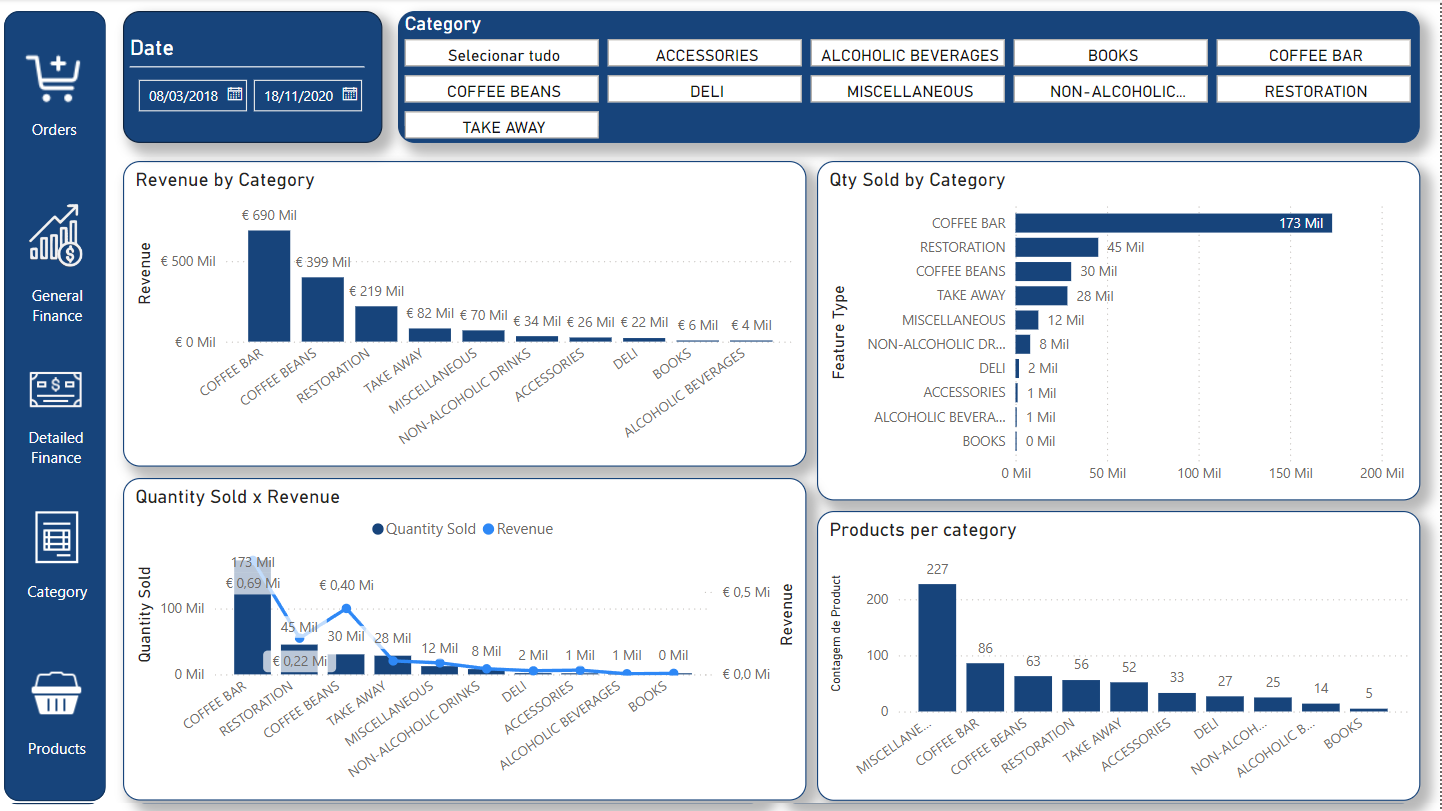 Orders
General
Finance
Detailed
Finance
Category
Products
Date
08/03/2018
18/11/2020
Category
Selecionar tudo
ACCESSORIES
ALCOHOLIC BEVERAGES
BOOKS
COFFEE BAR
COFFEE BEANS
DELI
MISCELLANEOUS
NON-ALCOHOLIC...
RESTORATION
TAKE AWAY
Revenue by Category
Revenue
€ 500 Mil
€ 0 Mil
€ 690 Mil
€ 399 Mil
€ 219 Mil
€ 82 Mil
€ 70 Mil
€ 34 Mil
€ 26 Mil
€ 22 Mil
€ 6 Mil
€ 4 Mil
COFFEE BAR
COFFEE BEANS
RESTORATION
TAKE AWAY
MISCELLANEOUS
NON-ALCOHOLIC DRINKS
ACCESSORIES
DELI
BOOKS
ALCOHOLIC BEVERAGES
Qty Sold by Category
Feature Type
COFFEE BAR 173 Mil
RESTORATION 45 Mil
COFFEE BEANS 30 Mil
TAKE AWAY 28 Mil
MISCELLANEOUS 12 Mil
NON-ALCOHOLIC DR... 8 Mil
DELI 2 Mil
ACCESSORIES 1 Mil
ALCOHOLIC BEVERA... 1 Mil
BOOKS 0 Mil
0 Mil 50 Mil 100 Mil 150 Mil 200 Mil
Quantity Sold x Revenue
Quantity Sold Revenue
Quantity Sold
100 Mil
0 Mil
173 Mil
€ 0,69 Mi
45 Mil
€ 0,22 Mi
€ 0,40 Mi
30 Mil
28 Mil
12 Mil
8 Mil
2 Mil
1 Mil
1 Mil
0 Mil
€ 0,5 Mi
€ 0,0 Mi
Revenue
COFFEE BAR
RESTORATION
COFFEE BEANS
TAKE AWAY
MISCELLANEOUS
NON-ALCOHOLIC DRINKS
DELI
ACCESSORIES
ALCOHOLIC BEVERAGES
BOOKS
Products per category
Contagem de Product
200
100
0
227
86
63
56
52
33
27
25
14
5
MISCELLANE...
COFFEE BAR
COFFEE BEANS
RESTORATION
TAKE AWAY
ACCESSORIES
DELI
NON-ALCOH...
ALCOHOLIC B...
BOOKS